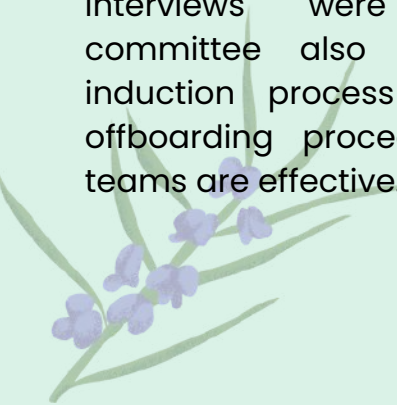 interviews were
committee also
induction process
offboarding proce
teams are effective